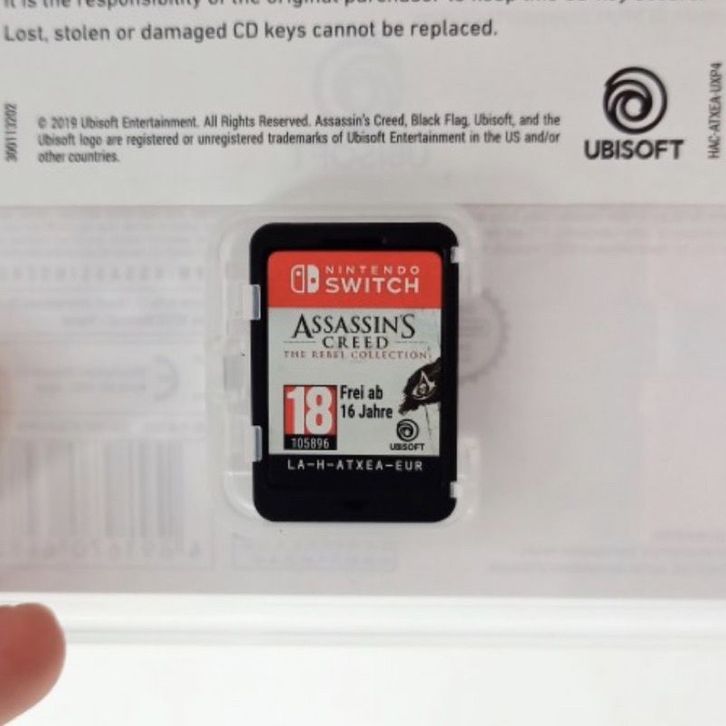 Lost, stolen or damaged CD keys cannot be replaced.
© 2019 Ubisoft Entertainment. All Rights Reserved. Assassin's Creed, Black Flag, Ubisoft, and the
Ubisoft logo are registered or unregistered trademarks of Ubisoft Entertainment in the US and/or
other countries.
300113202
UBISOFT
HAC-ATXEA-UXP4
NINTENDO
SWITCH
ASSASSIN'S
CREED
THE REBEL COLLECTION
18
105896
Frei ab
16 Jahre
UBISOFT
LA-H-ATXEA-EUR